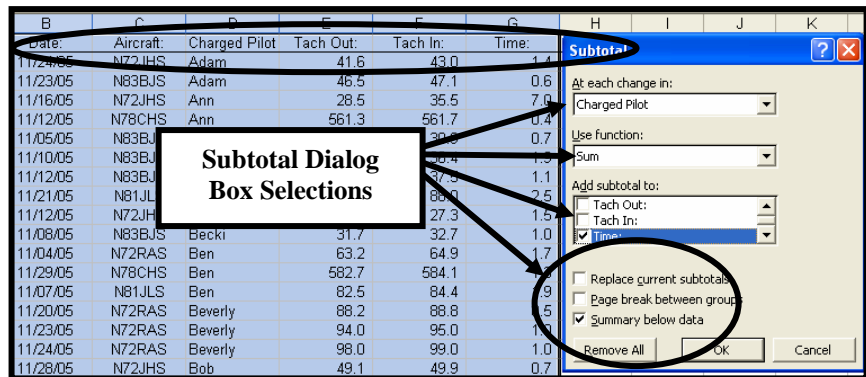 B C D E F G H I J K
Date: Aircraft: Charged Pilot Tach Out: Tach In: Time:
11/24/05 N72JHS Adam 41.6 43.0 1.4
11/23/05 N83BJS Adam 46.5 47.1 0.6
11/16/05 N72JHS Ann 28.5 35.5 7.0
11/12/05 N78CHS Ann 561.3 561.7 0.4
11/05/05 N83BJ 0.7
11/10/05 N83BJ
11/12/05 N83BJ 1.1
11/21/05 N81JL 2.5
11/12/05 N72JH 27.3 1.5
11/08/05 N83BJS Becki 31.7 32.7 1.0
11/04/05 N72RAS Ben 63.2 64.9 1.7
11/29/05 N78CHS Ben 582.7 584.1
11/07/05 N81JLS Ben 82.5 84.4 .9
11/20/05 N72RAS Beverly 88.2 88.8 .5
11/23/05 N72RAS Beverly 94.0 95.0
11/24/05 N72RAS Beverly 98.0 99.0 1.0
11/28/05 N72JHS Bob 49.1 49.9 0.7
Subtotal Dialog
Box Selections
Subtotal
At each change in:
Charged Pilot
Use function:
Sum
Add subtotal to:
Tach Out:
Tach In:
Time:
Replace current subtotals
Page break between groups
Summary below data
Remove All OK Cancel